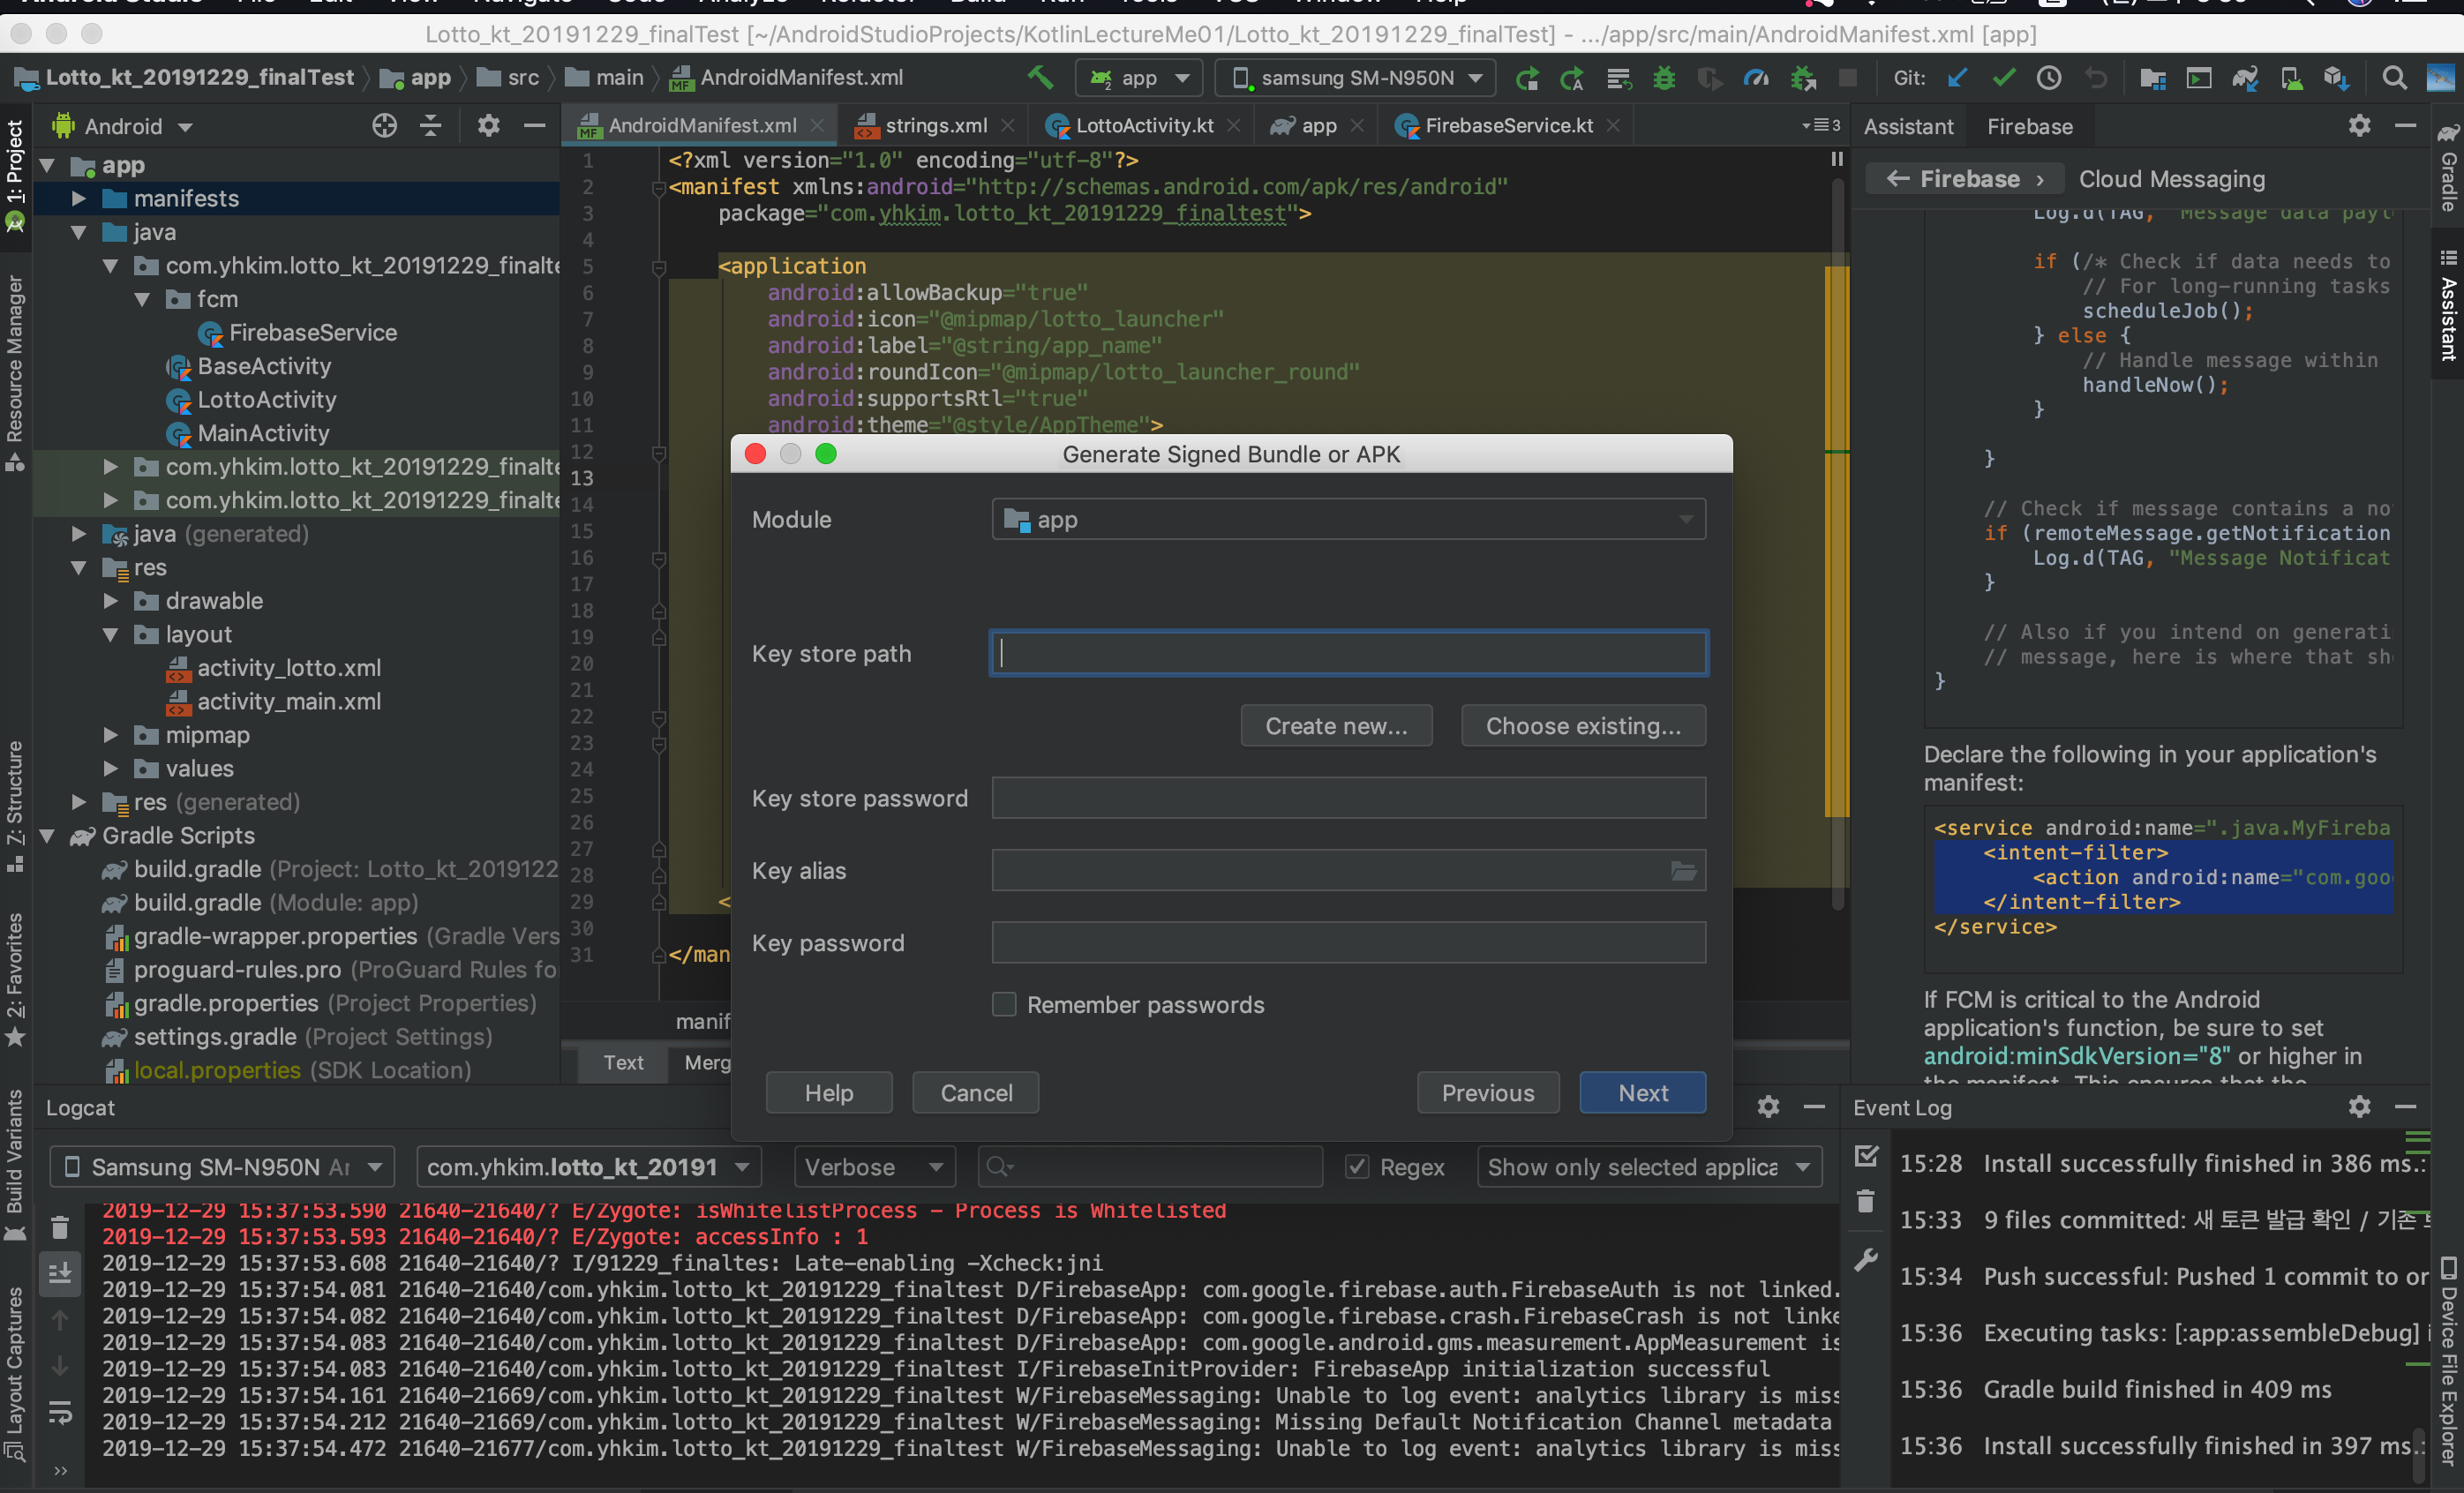 Lotto_kt_20191229_finalTest [~/AndroidStudioProjects/KotlinLectureMe01/Lotto_kt_20191229_finalTest] - .../app/src/main/AndroidManifest.xml [app]
Lotto_kt_20191229_finalTest app src main AndroidManifest.xml app samsung SM-N950N Git:
Android
AndroidManifest.xml strings.xml LottoActivity.kt app FirebaseService.kt 3
Assistant Firebase
1: Project
Resource Manager
Z: Structure
2: Favorites
Build Variants
Layout Captures
app
manifests
java
com.yhkim.lotto_kt_20191229_finalte
fcm
FirebaseService
BaseActivity
LottoActivity
MainActivity
com.yhkim.lotto_kt_20191229_finalte
com.yhkim.lotto_kt_20191229_finalte
java (generated)
res
drawable
layout
activity_lotto.xml
activity_main.xml
mipmap
values
res (generated)
Gradle Scripts
build.gradle (Project: Lotto_kt_2019122
build.gradle (Module: app)
gradle-wrapper.properties (Gradle Vers
proguard-rules.pro (ProGuard Rules fo
gradle.properties (Project Properties)
settings.gradle (Project Settings)
local.properties (SDK Location)
1 <?xml version="1.0" encoding="utf-8"?>
2 <manifest xmlns:android="http://schemas.android.com/apk/res/android"
3 package="com.yhkim.lotto_kt_20191229_finaltest">
4
5 <application
6 android:allowBackup="true"
7 android:icon="@mipmap/lotto_launcher"
8 android:label="@string/app_name"
9 android:roundIcon="@mipmap/lotto_launcher_round"
10 android:supportsRtl="true"
11 android:theme="@style/AppTheme">
12
13
14
15
16
17
18
19
20
21
22
23
24
25
26
27
28
29 <
30
31 </man
manif
Text Merg
Generate Signed Bundle or APK
Module app
Key store path
Create new... Choose existing...
Key store password
Key alias
Key password
Remember passwords
Help Cancel Previous Next
Firebase › Cloud Messaging
Log.d(TAG, "Message data payl
if (/* Check if data needs to
// For long-running tasks
scheduleJob();
} else {
// Handle message within
handleNow();
}
}
// Check if message contains a no
if (remoteMessage.getNotification
Log.d(TAG, "Message Notificat
}
// Also if you intend on generati
// message, here is where that sh
}
Declare the following in your application's
manifest:
<service android:name=".java.MyFireba
<intent-filter>
<action android:name="com.goo
</intent-filter>
</service>
If FCM is critical to the Android
application's function, be sure to set
android:minSdkVersion="8" or higher in
the manifest. This ensures that the
Gradle
Assistant
Device File Explorer
Logcat
Samsung SM-N950N Ar com.yhkim.lotto_kt_20191 Verbose Regex Show only selected applica
2019-12-29 15:37:53.590 21640-21640/? E/Zygote: isWhitelistProcess - Process is Whitelisted
2019-12-29 15:37:53.593 21640-21640/? E/Zygote: accessInfo : 1
2019-12-29 15:37:53.608 21640-21640/? I/91229_finaltes: Late-enabling -Xcheck:jni
2019-12-29 15:37:54.081 21640-21640/com.yhkim.lotto_kt_20191229_finaltest D/FirebaseApp: com.google.firebase.auth.FirebaseAuth is not linked.
2019-12-29 15:37:54.082 21640-21640/com.yhkim.lotto_kt_20191229_finaltest D/FirebaseApp: com.google.firebase.crash.FirebaseCrash is not linke
2019-12-29 15:37:54.083 21640-21640/com.yhkim.lotto_kt_20191229_finaltest D/FirebaseApp: com.google.android.gms.measurement.AppMeasurement is
2019-12-29 15:37:54.083 21640-21640/com.yhkim.lotto_kt_20191229_finaltest I/FirebaseInitProvider: FirebaseApp initialization successful
2019-12-29 15:37:54.161 21640-21669/com.yhkim.lotto_kt_20191229_finaltest W/FirebaseMessaging: Unable to log event: analytics library is miss
2019-12-29 15:37:54.212 21640-21669/com.yhkim.lotto_kt_20191229_finaltest W/FirebaseMessaging: Missing Default Notification Channel metadata
2019-12-29 15:37:54.472 21640-21677/com.yhkim.lotto_kt_20191229_finaltest W/FirebaseMessaging: Unable to log event: analytics library is miss
Event Log
15:28 Install successfully finished in 386 ms.:
15:33 9 files committed: 새 토큰 발급 확인 / 기존
15:34 Push successful: Pushed 1 commit to or
15:36 Executing tasks: [:app:assembleDebug] i
15:36 Gradle build finished in 409 ms
15:36 Install successfully finished in 397 ms.: